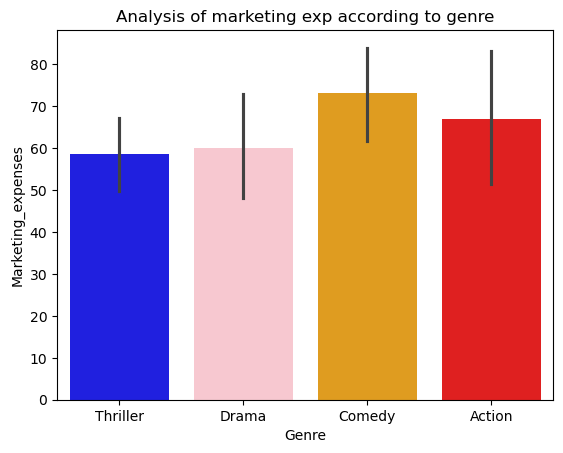 Analysis of marketing exp according to genre
Marketing_expenses
80
70
60
50
40
30
20
10
0
Thriller Drama Comedy Action
Genre